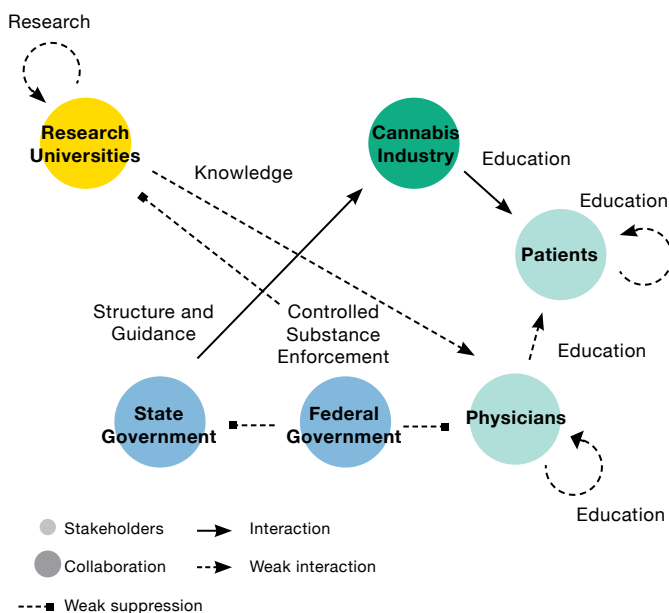 Research
Research
Universities
Cannabis
Industry
Education
Knowledge
Education
Patients
Structure and
Guidance
Controlled
Substance
Enforcement
Education
State
Government
Federal
Government
Physicians
Education
Stakeholders
Interaction
Collaboration
Weak interaction
Weak suppression